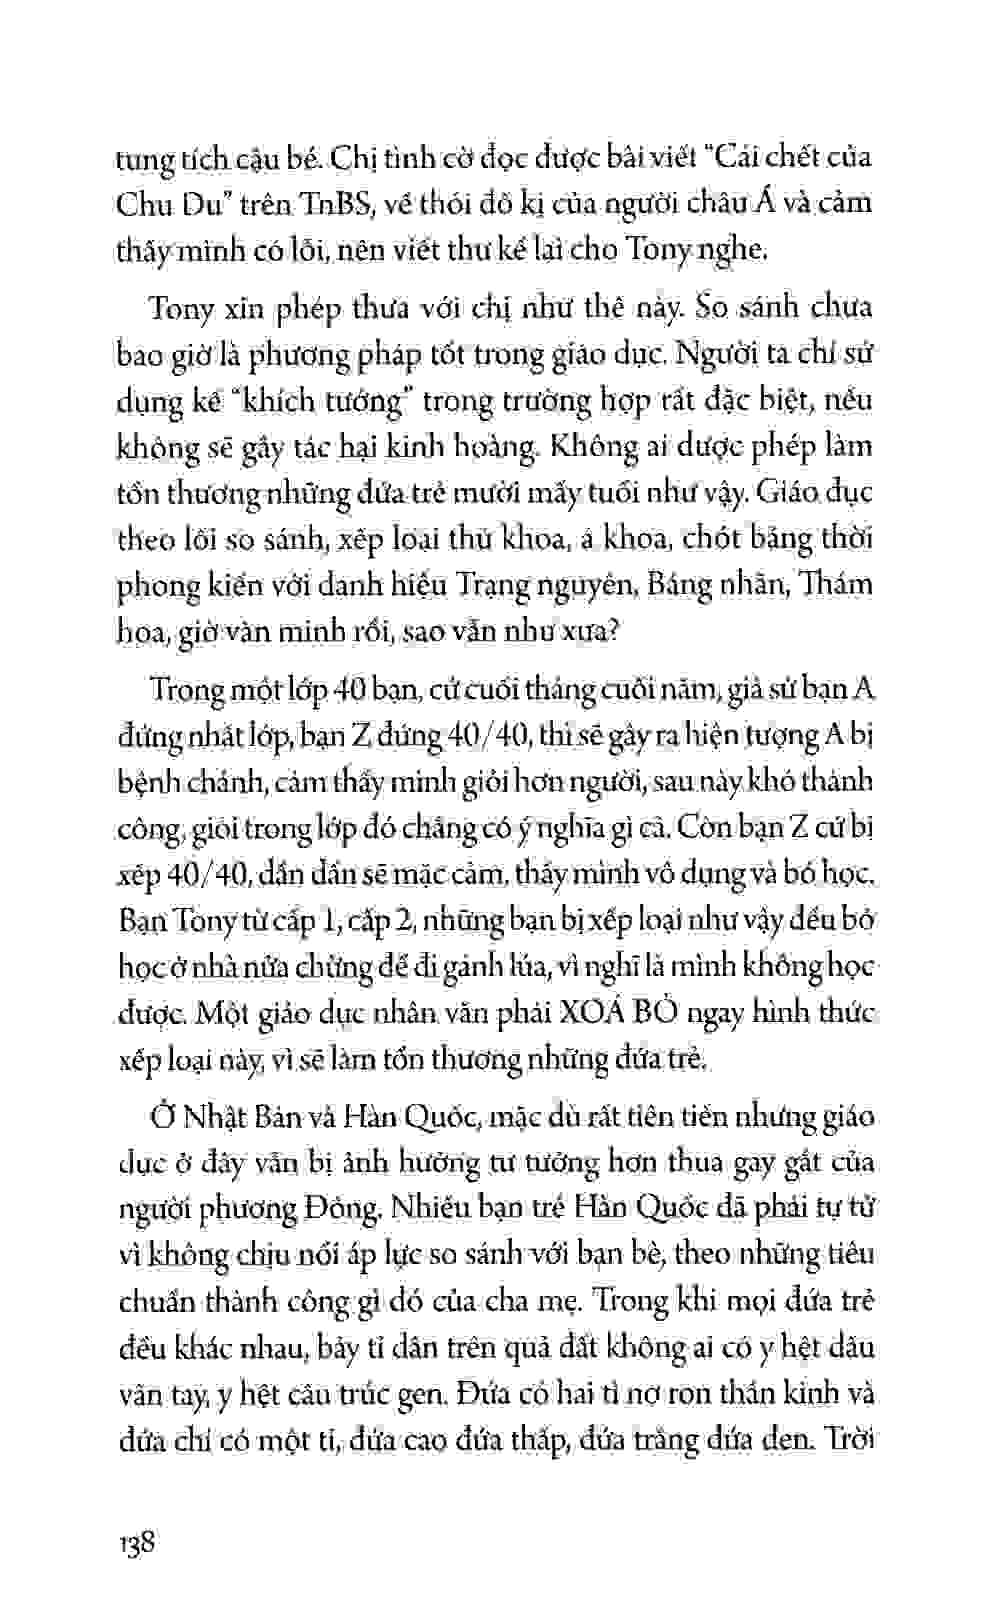 tung tích cậu bé. Chị tình cờ đọc được bài viết “Cái chết của
Chu Du” trên TnBS, về thói đố kị của người châu Á và cảm
thấy mình có lỗi, nên viết thư kể lại cho Tony nghe.
Tony xin phép thưa với chị như thế này. So sánh chưa
bao giờ là phương pháp tốt trong giáo dục. Người ta chỉ sử
dụng kế “khích tướng” trong trường hợp rất đặc biệt, nếu
không sẽ gây tác hại kinh hoàng. Không ai được phép làm
tổn thương những đứa trẻ mười mấy tuổi như vậy. Giáo dục
theo lối so sánh, xếp loại thủ khoa, á khoa, chót bảng thời
phong kiến với danh hiệu Trạng nguyên, Bảng nhãn, Thám
hoa, giờ văn minh rồi, sao vẫn như xưa?
Trong một lớp 40 bạn, cứ cuối tháng cuối năm, giả sử bạn A
đứng nhất lớp, bạn Z đứng 40/40, thì sẽ gây ra hiện tượng A bị
bệnh chảnh, cảm thấy mình giỏi hơn người, sau này khó thành
công, giỏi trong lớp đó chẳng có ý nghĩa gì cả. Còn bạn Z cứ bị
xếp 40/40, dần dần sẽ mặc cảm, thấy mình vô dụng và bỏ học.
Bạn Tony từ cấp 1, cấp 2, những bạn bị xếp loại như vậy đều bỏ
học ở nhà nửa chừng để đi gánh lúa, vì nghĩ là mình không học
được. Một giáo dục nhân văn phải XOÁ BỎ ngay hình thức
xếp loại này, vì sẽ làm tổn thương những đứa trẻ.
Ở Nhật Bản và Hàn Quốc, mặc dù rất tiên tiến nhưng giáo
dục ở đây vẫn bị ảnh hưởng tư tưởng hơn thua gay gắt của
người phương Đông. Nhiều bạn trẻ Hàn Quốc đã phải tự tử
vì không chịu nổi áp lực so sánh với bạn bè, theo những tiêu
chuẩn thành công gì đó của cha mẹ. Trong khi mọi đứa trẻ
đều khác nhau, bảy tỉ dân trên quả đất không ai có y hệt dấu
vân tay, y hệt cấu trúc gen. Đứa có hai tỉ nơ ron thần kinh và
đứa chỉ có một tỉ, đứa cao đứa thấp, đứa trắng đứa đen. Trời
138